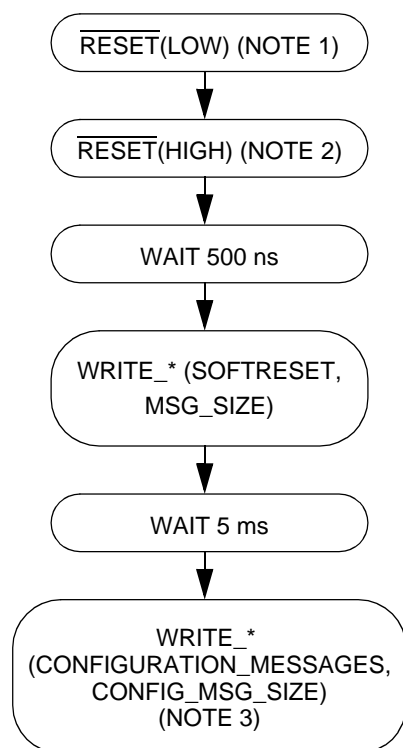 RESET(LOW) (NOTE 1)
RESET(HIGH) (NOTE 2)
WAIT 500 ns
WRITE_* (SOFTRESET,
MSG_SIZE)
WAIT 5 ms
WRITE_*
(CONFIGURATION_MESSAGES,
CONFIG_MSG_SIZE)
(NOTE 3)